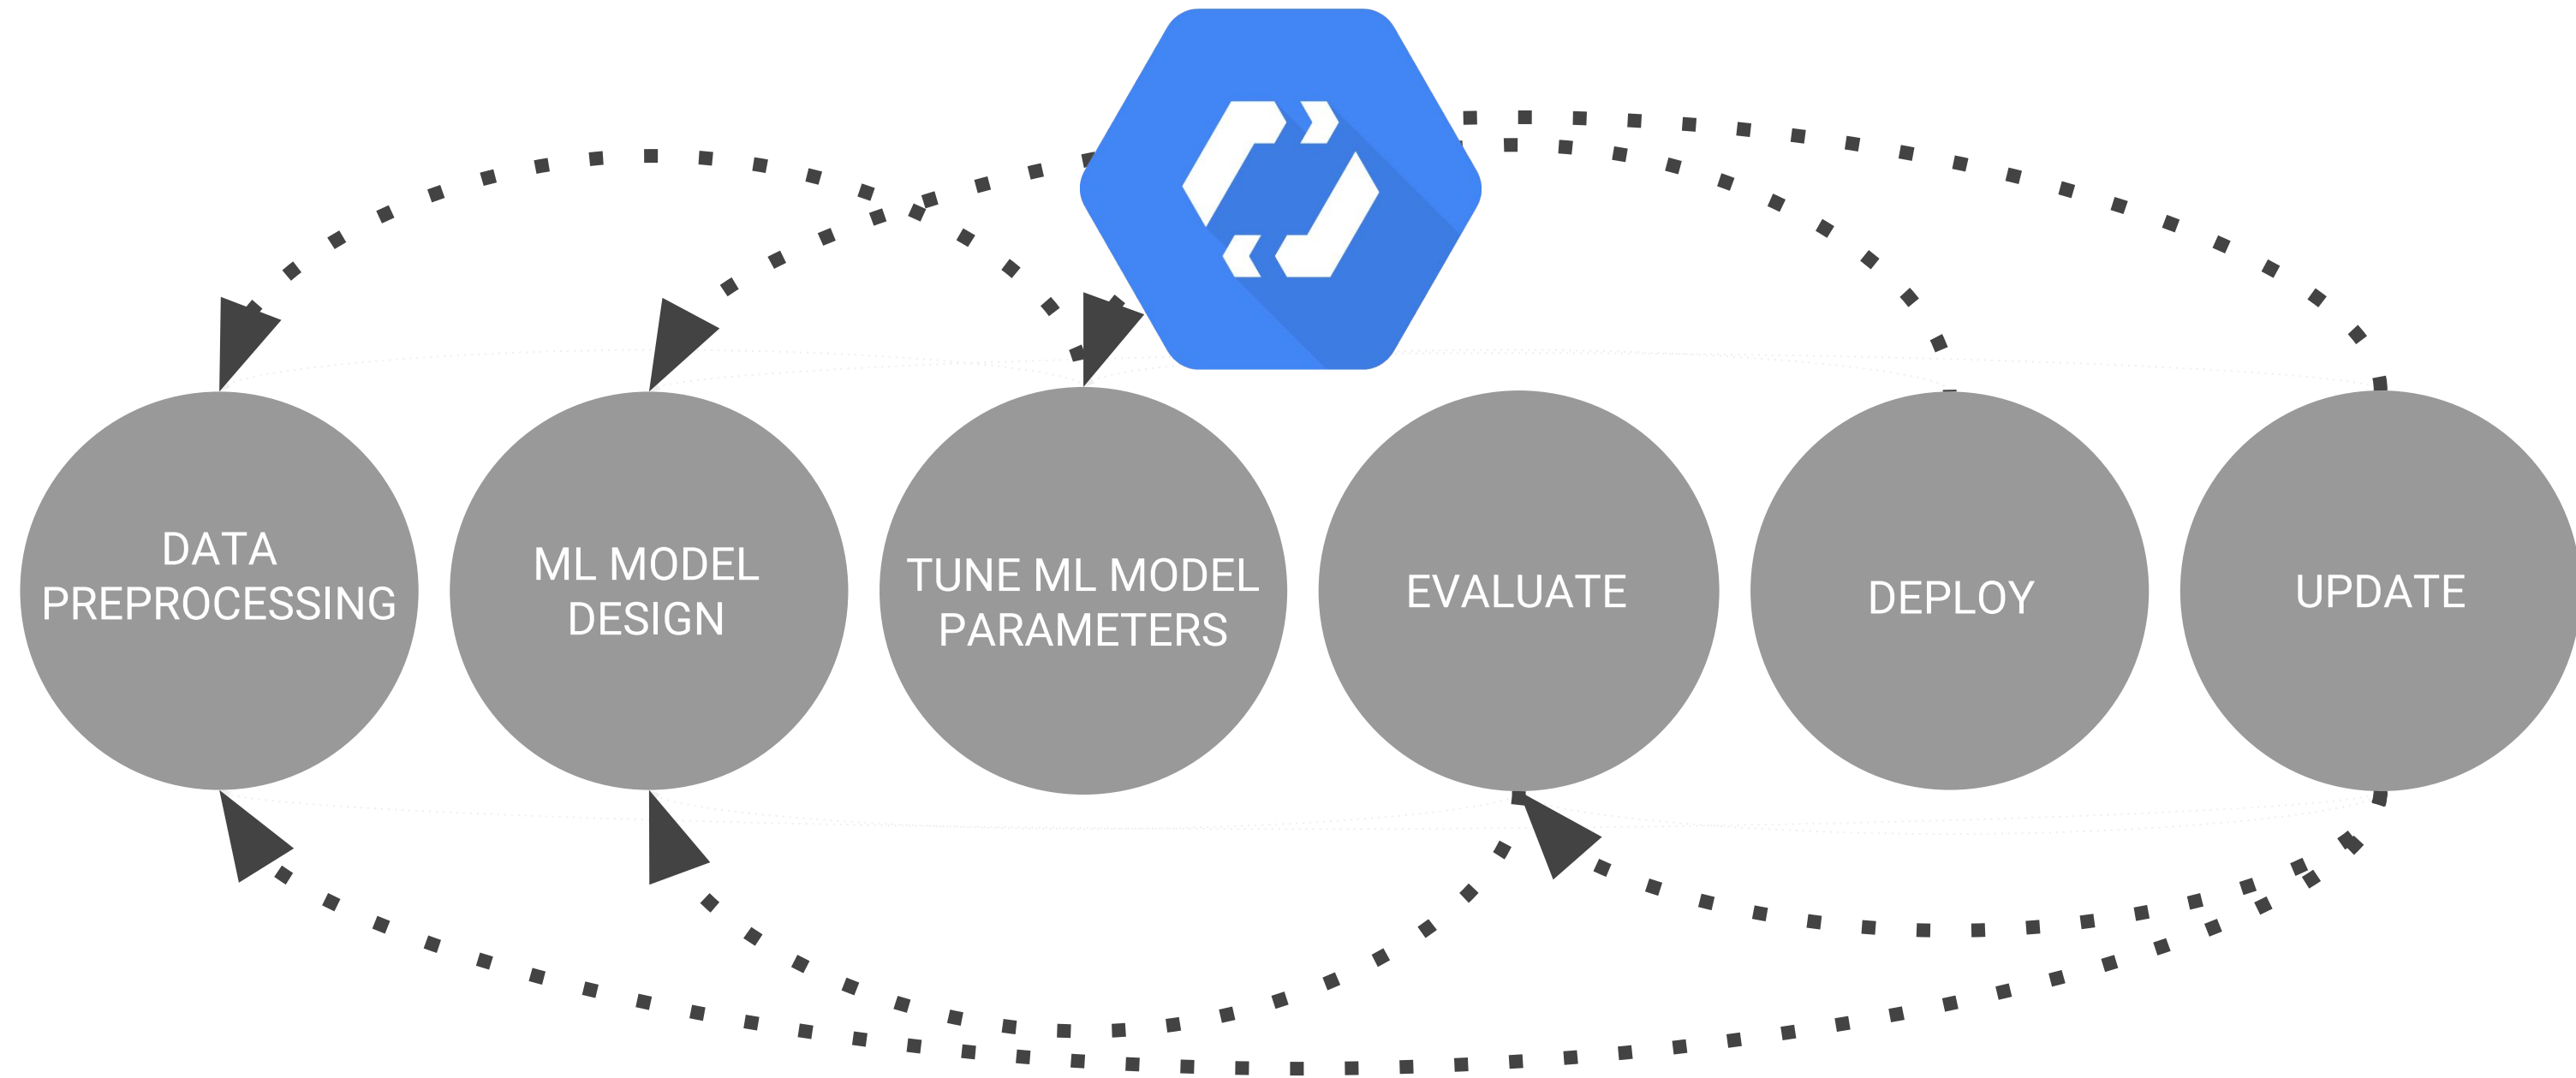 DATA
PREPROCESSING
ML MODEL
DESIGN
TUNE ML MODEL
PARAMETERS
EVALUATE
DEPLOY
UPDATE